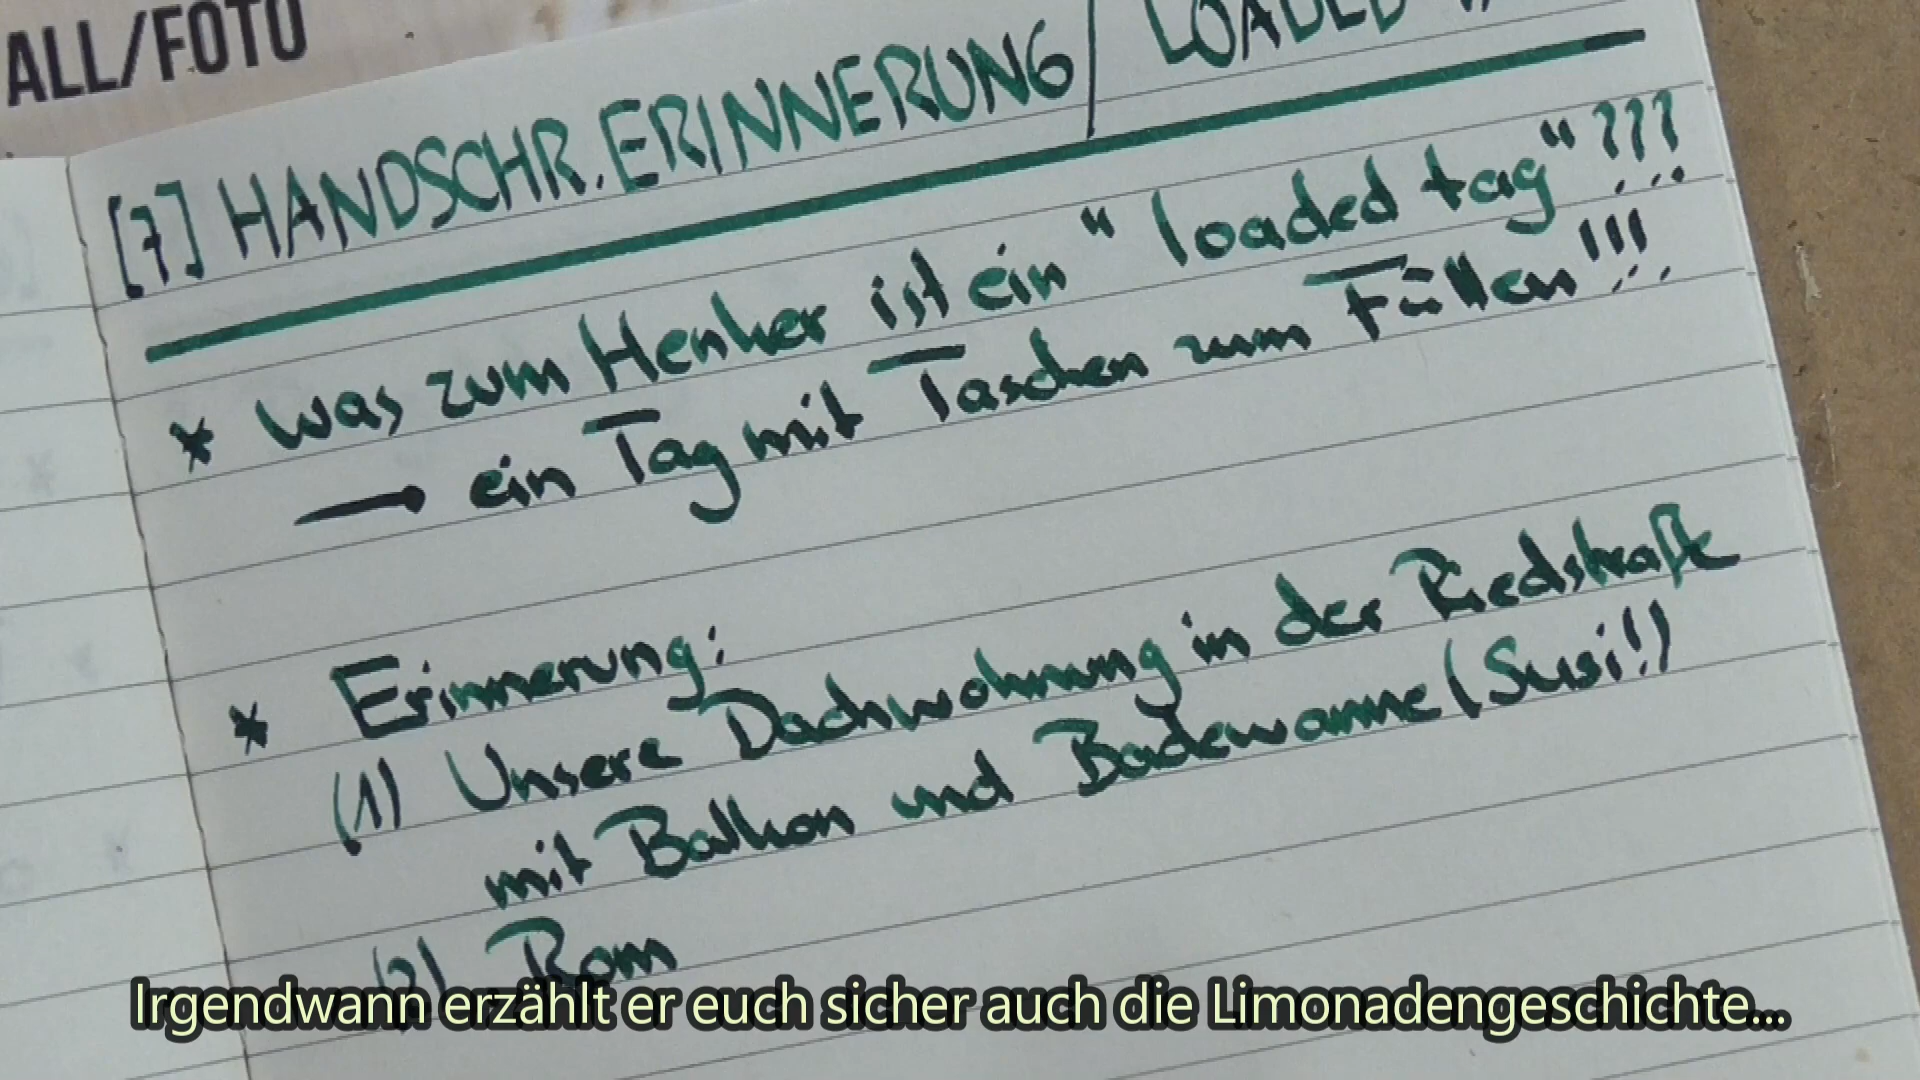 ALL/FOTO
[7] HANDSCHR. ERINNERUNG/ LOADED
* Was zum Henker ist ein "loaded tag"???
→ ein Tag mit Taschen zum Füllen!!!
* Erinnerung:
(1) Unsere Dachwohnung in der Riedstraße
mit Balkon und Badewanne (Susi!)
(2) Rom
Irgendwann erzählt er euch sicher auch die Limonadengeschichte...